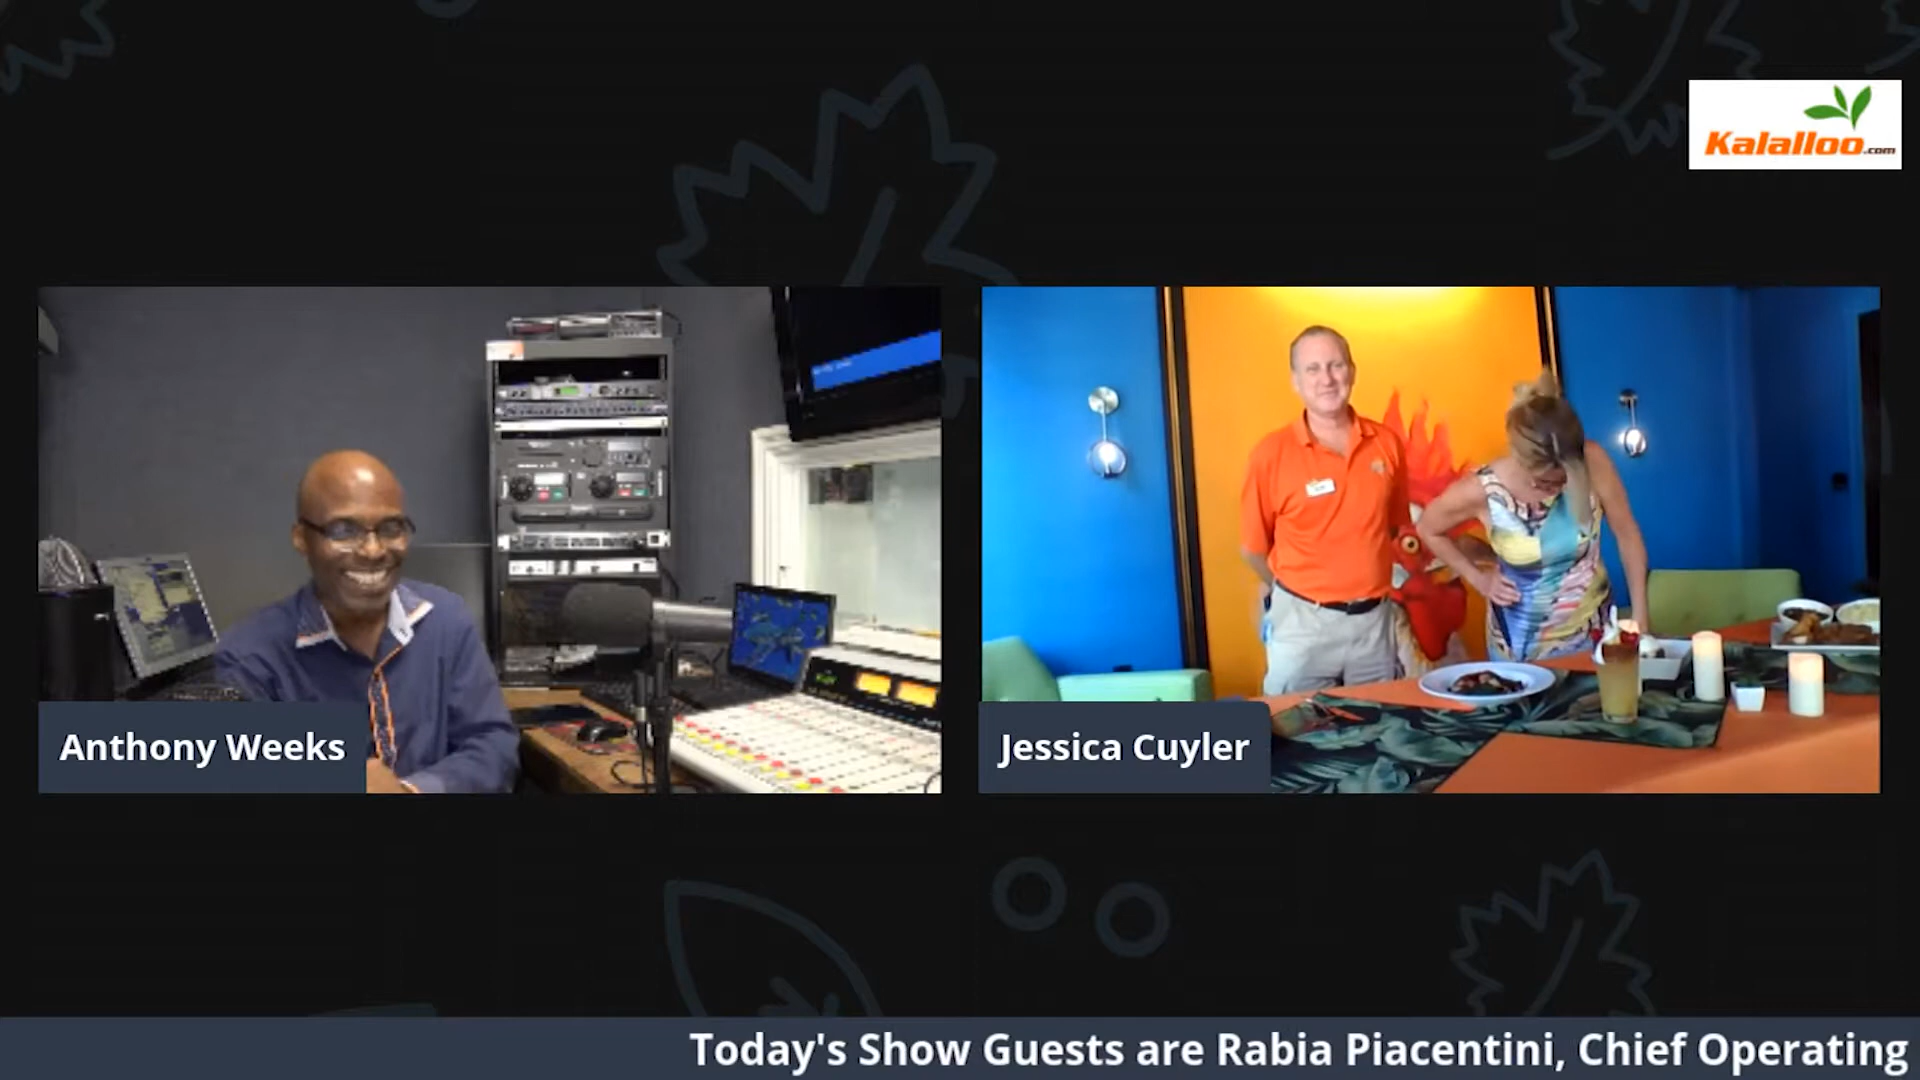 Kalalloo.com
Anthony Weeks
Jessica Cuyler
Today's Show Guests are Rabia Piacentini, Chief Operating